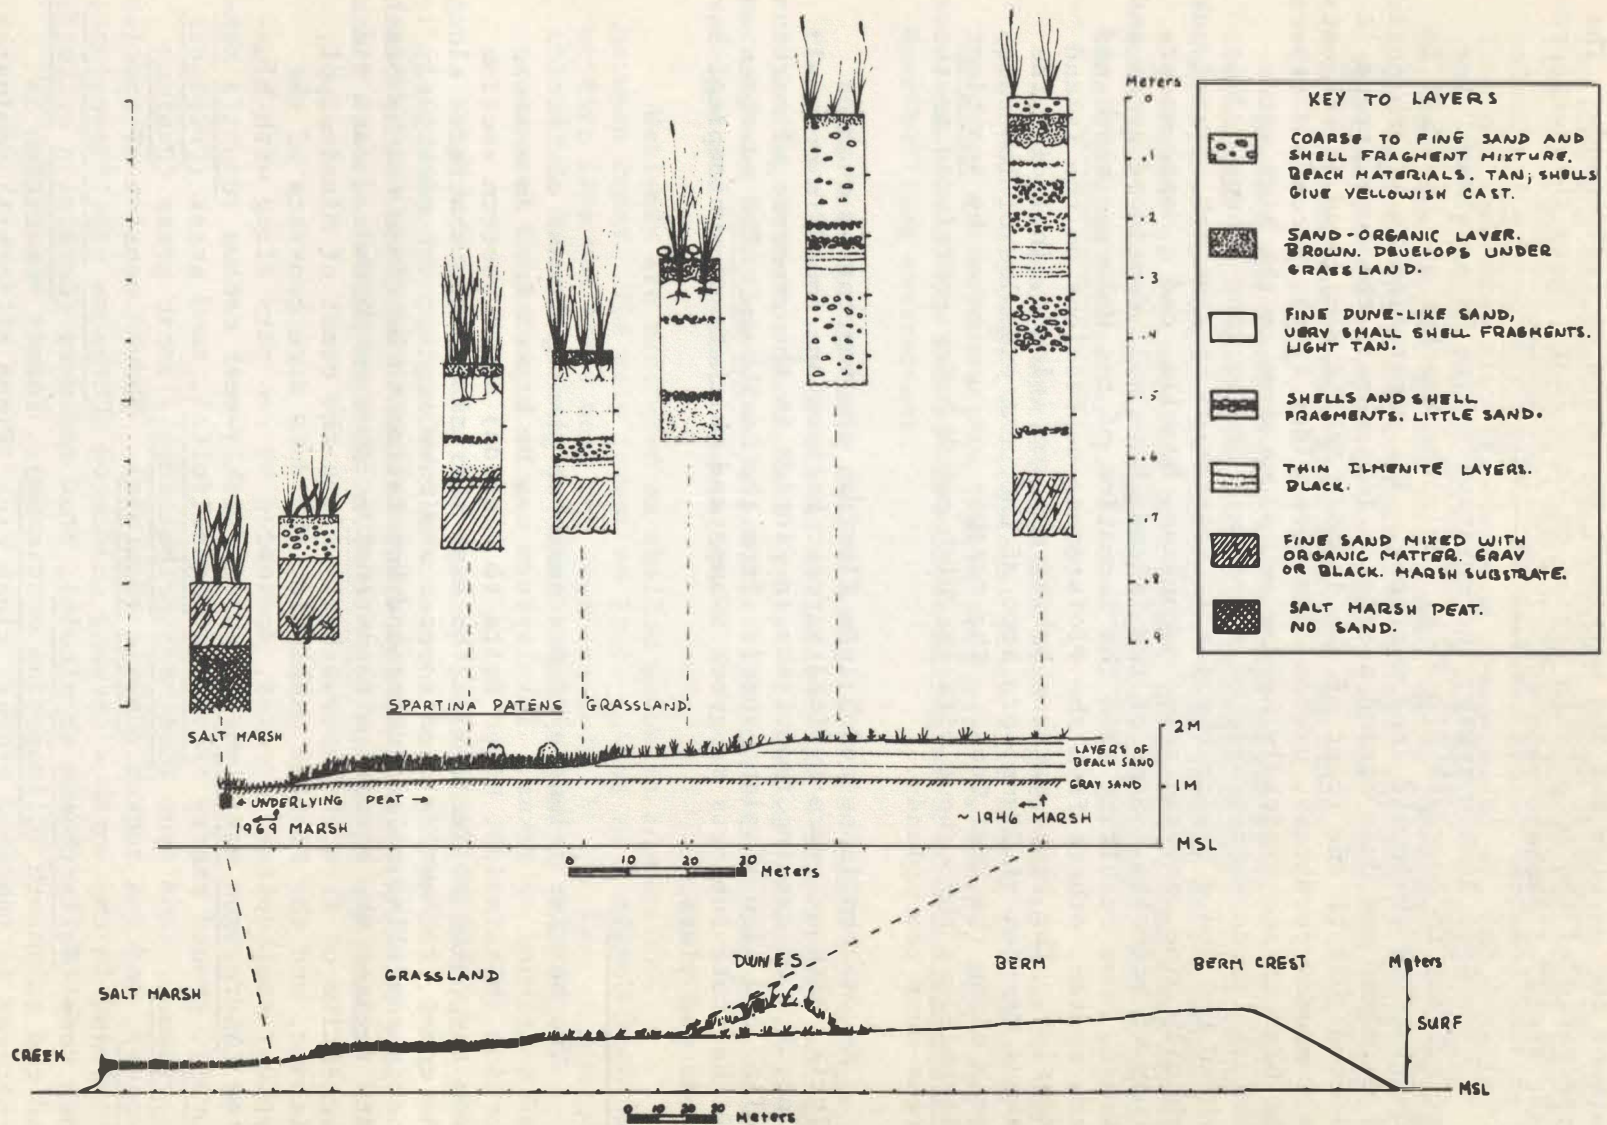 Meters
0
.1
.2
.3
.4
.5
.6
.7
.8
.9
KEY TO LAYERS
COARSE TO FINE SAND AND
SHELL FRAGMENT MIXTURE.
BEACH MATERIALS. TAN; SHELLS
GIVE YELLOWISH CAST.
SAND-ORGANIC LAYER.
BROWN. DEVELOPS UNDER
GRASSLAND.
FINE DUNE-LIKE SAND,
VERY SMALL SHELL FRAGMENTS.
LIGHT TAN.
SHELLS AND SHELL
FRAGMENTS. LITTLE SAND.
THIN ILMENITE LAYERS.
BLACK.
FINE SAND MIXED WITH
ORGANIC MATTER. GRAY
OR BLACK. MARSH SUBSTRATE.
SALT MARSH PEAT.
NO SAND.
SPARTINA PATENS GRASSLAND.
SALT MARSH
2M
LAYERS OF
BEACH SAND
GRAY SAND
1M
UNDERLYING PEAT
1969 MARSH
~1946 MARSH
MSL
0 10 20 30
Meters
DUNES
BERM
BERM CREST
Meters
GRASSLAND
SALT MARSH
SURF
CREEK
MSL
0 10 20 30
Meters